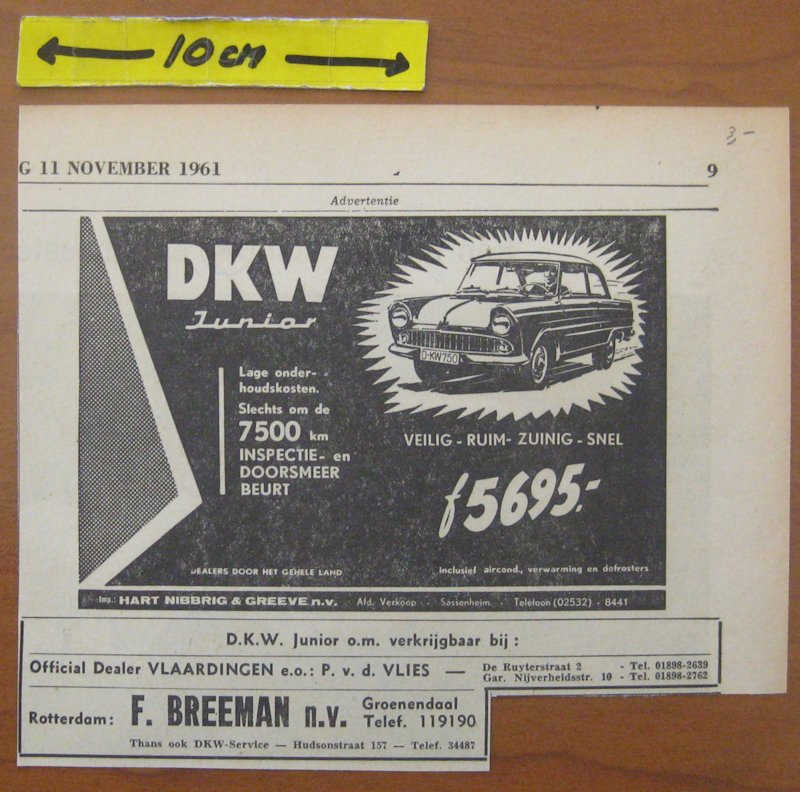 10 cm
3,-
G 11 NOVEMBER 1961
9
Advertentie
DKW
Junior
D-KW750
Lage onder-
houdskosten.
Slechts om de
7500 km
INSPECTIE- en
DOORSMEER
BEURT
VEILIG - RUIM- ZUINIG - SNEL
f 5695.-
DEALERS DOOR HET GEHELE LAND
Inclusief aircond., verwarming en defrosters
Imp.: HART NIBBRIG & GREEVE n.v. Afd. Verkoop - Sassenheim - Telefoon (02532) - 8441
D.K.W. Junior o.m. verkrijgbaar bij :
Official Dealer VLAARDINGEN e.o.: P. v. d. VLIES — De Ruyterstraat 2 - Tel. 01898-2639
Gar. Nijverheidsstr. 10 - Tel. 01898-2762
Rotterdam: F. BREEMAN n.v. Groenendaal
Telef. 119190
Thans ook DKW-Service — Hudsonstraat 157 — Telef. 34487